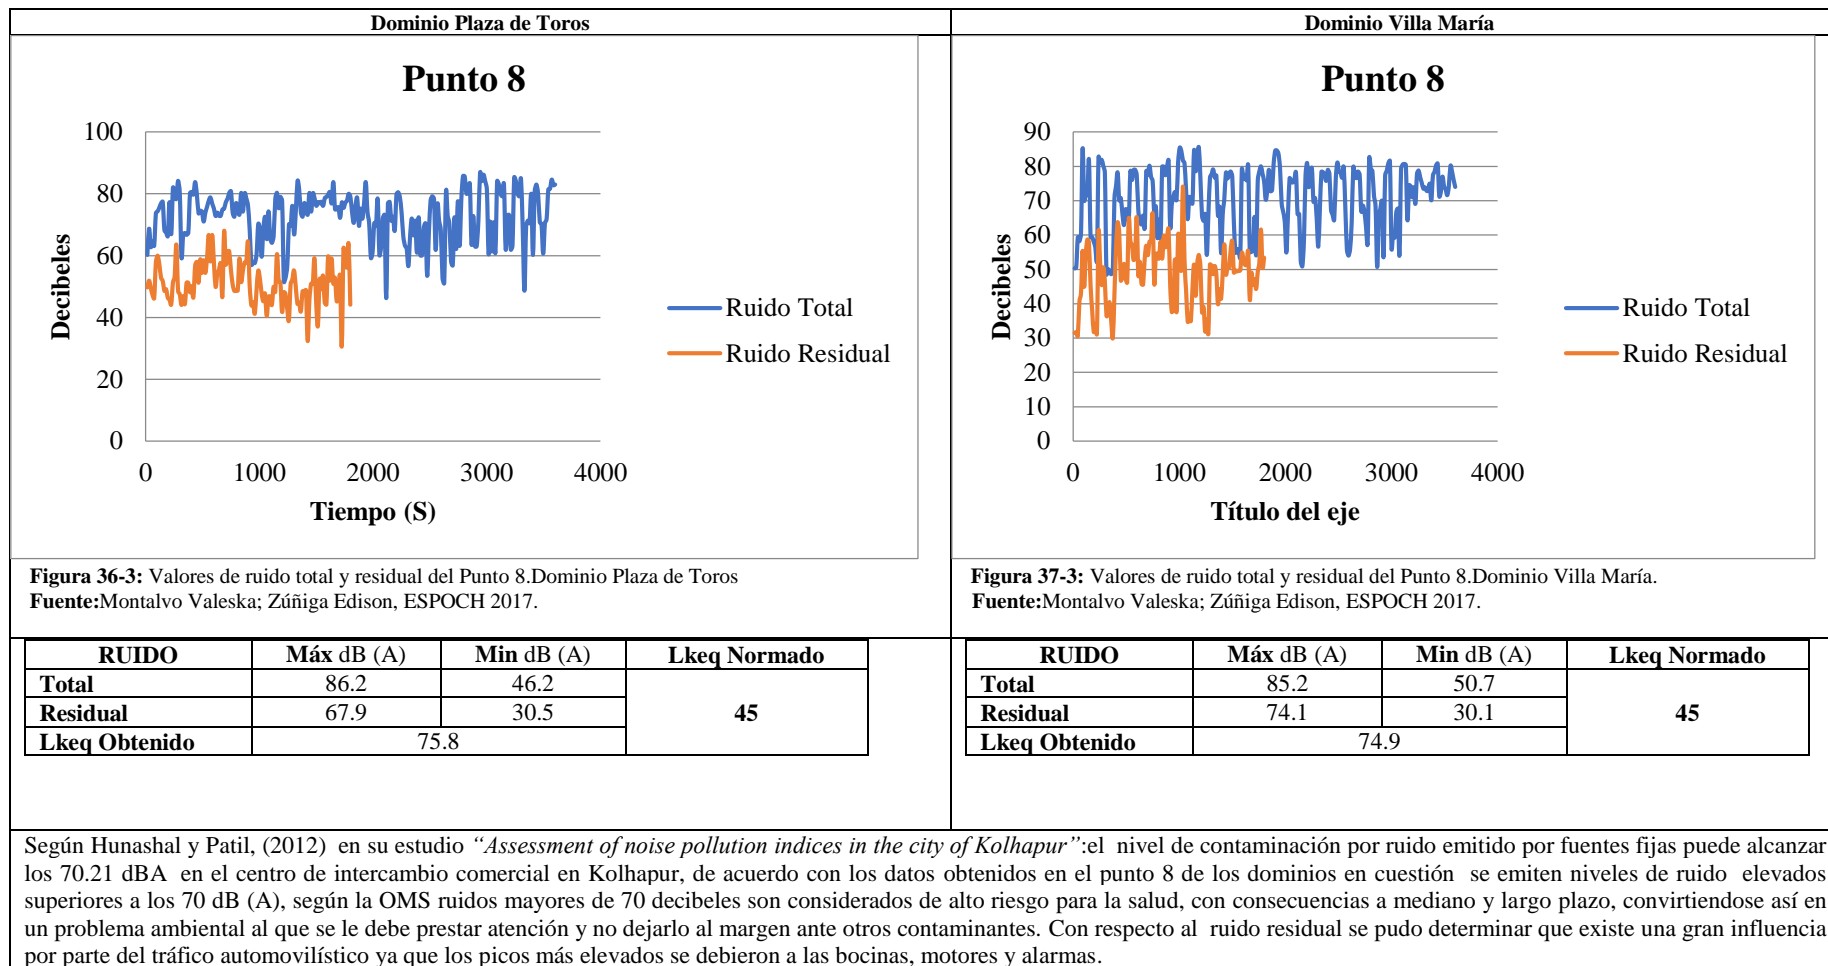 Dominio Plaza de Toros
Punto 8
100
80
60
40
20
0
0 1000 2000 3000 4000
Decibeles
Tiempo (S)
Ruido Total
Ruido Residual
Figura 36-3: Valores de ruido total y residual del Punto 8.Dominio Plaza de Toros
Fuente:Montalvo Valeska; Zúñiga Edison, ESPOCH 2017.
RUIDO Máx dB (A) Min dB (A) Lkeq Normado
Total 86.2 46.2
Residual 67.9 30.5 45
Lkeq Obtenido 75.8
Dominio Villa María
Punto 8
90
80
70
60
50
40
30
20
10
0
0 1000 2000 3000 4000
Decibeles
Título del eje
Ruido Total
Ruido Residual
Figura 37-3: Valores de ruido total y residual del Punto 8.Dominio Villa María.
Fuente:Montalvo Valeska; Zúñiga Edison, ESPOCH 2017.
RUIDO Máx dB (A) Min dB (A) Lkeq Normado
Total 85.2 50.7
Residual 74.1 30.1 45
Lkeq Obtenido 74.9
Según Hunashal y Patil, (2012) en su estudio “Assessment of noise pollution indices in the city of Kolhapur”:el nivel de contaminación por ruido emitido por fuentes fijas puede alcanzar
los 70.21 dBA en el centro de intercambio comercial en Kolhapur, de acuerdo con los datos obtenidos en el punto 8 de los dominios en cuestión se emiten niveles de ruido elevados
superiores a los 70 dB (A), según la OMS ruidos mayores de 70 decibeles son considerados de alto riesgo para la salud, con consecuencias a mediano y largo plazo, convirtiendose así en
un problema ambiental al que se le debe prestar atención y no dejarlo al margen ante otros contaminantes. Con respecto al ruido residual se pudo determinar que existe una gran influencia
por parte del tráfico automovilístico ya que los picos más elevados se debieron a las bocinas, motores y alarmas.